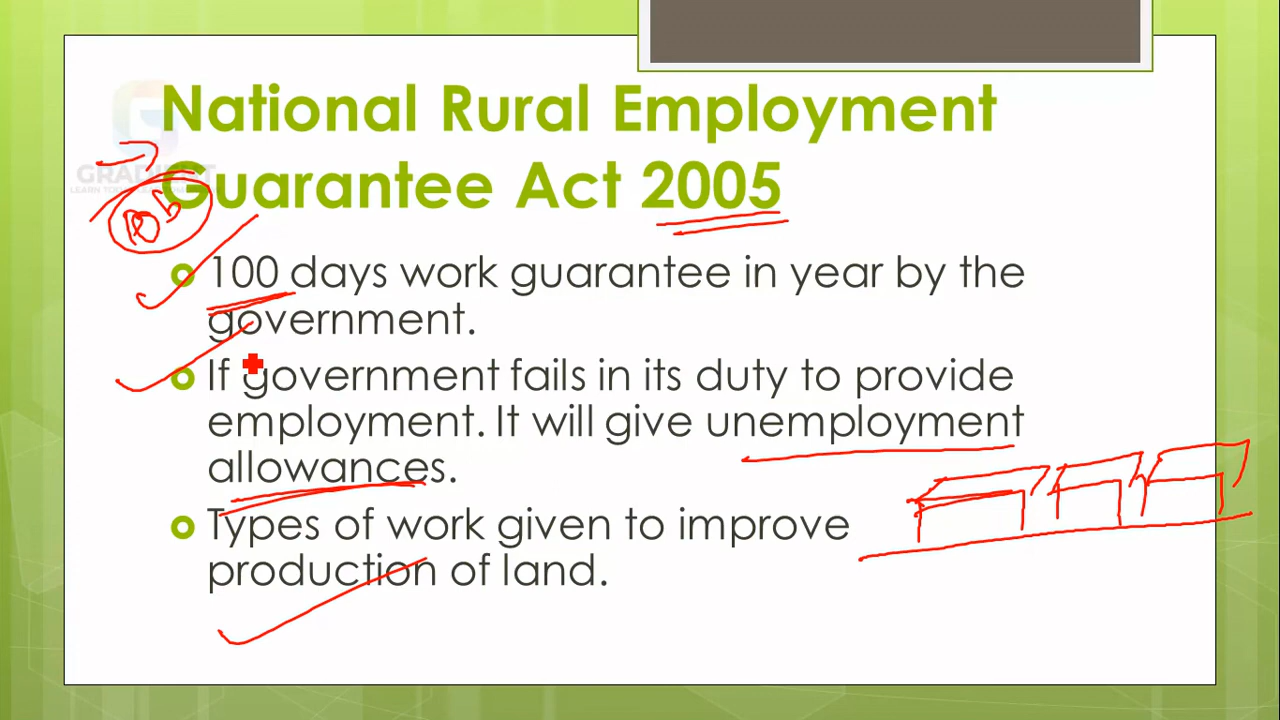 National Rural Employment
Guarantee Act 2005
100 days work guarantee in year by the
government.
If government fails in its duty to provide
employment. It will give unemployment
allowances.
Types of work given to improve
production of land.
GRADIENT